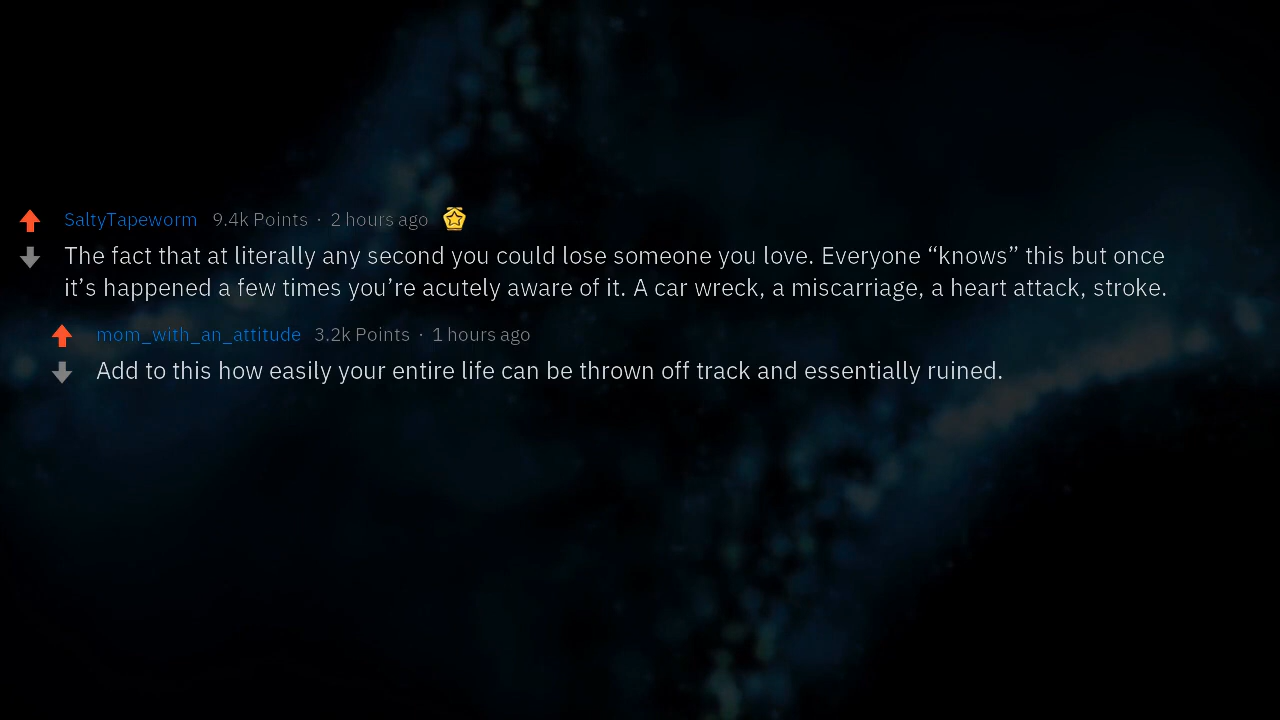 SaltyTapeworm 9.4k Points · 2 hours ago
The fact that at literally any second you could lose someone you love. Everyone “knows” this but once
it’s happened a few times you’re acutely aware of it. A car wreck, a miscarriage, a heart attack, stroke.
mom_with_an_attitude 3.2k Points · 1 hours ago
Add to this how easily your entire life can be thrown off track and essentially ruined.